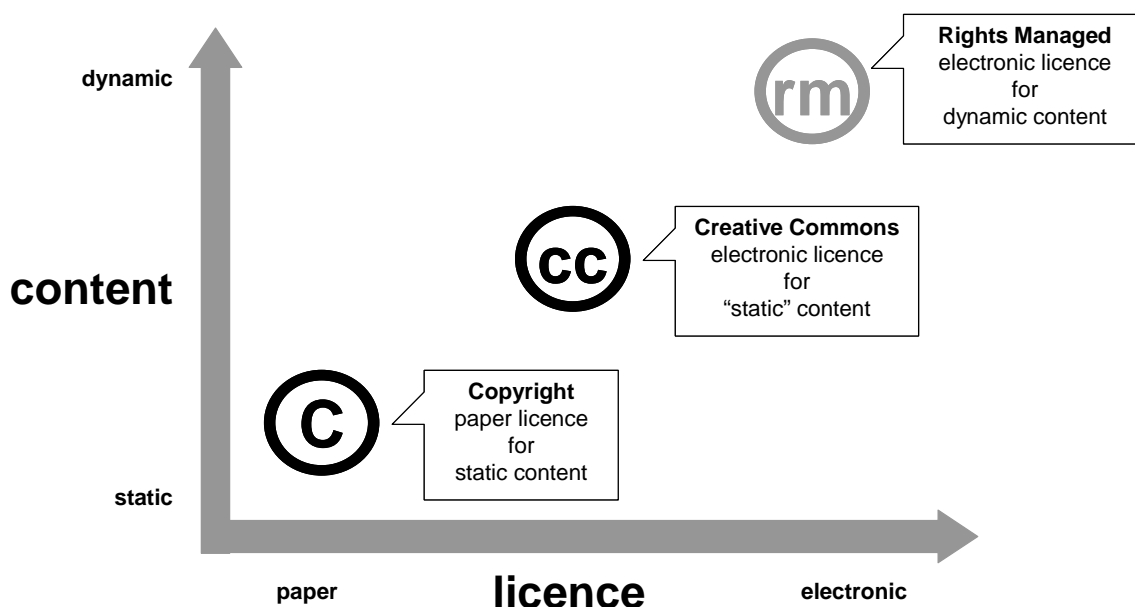 dynamic
rm
Rights Managed
electronic licence
for
dynamic content
cc
Creative Commons
electronic licence
for
“static” content
content
C
Copyright
paper licence
for
static content
static
paper
licence
electronic